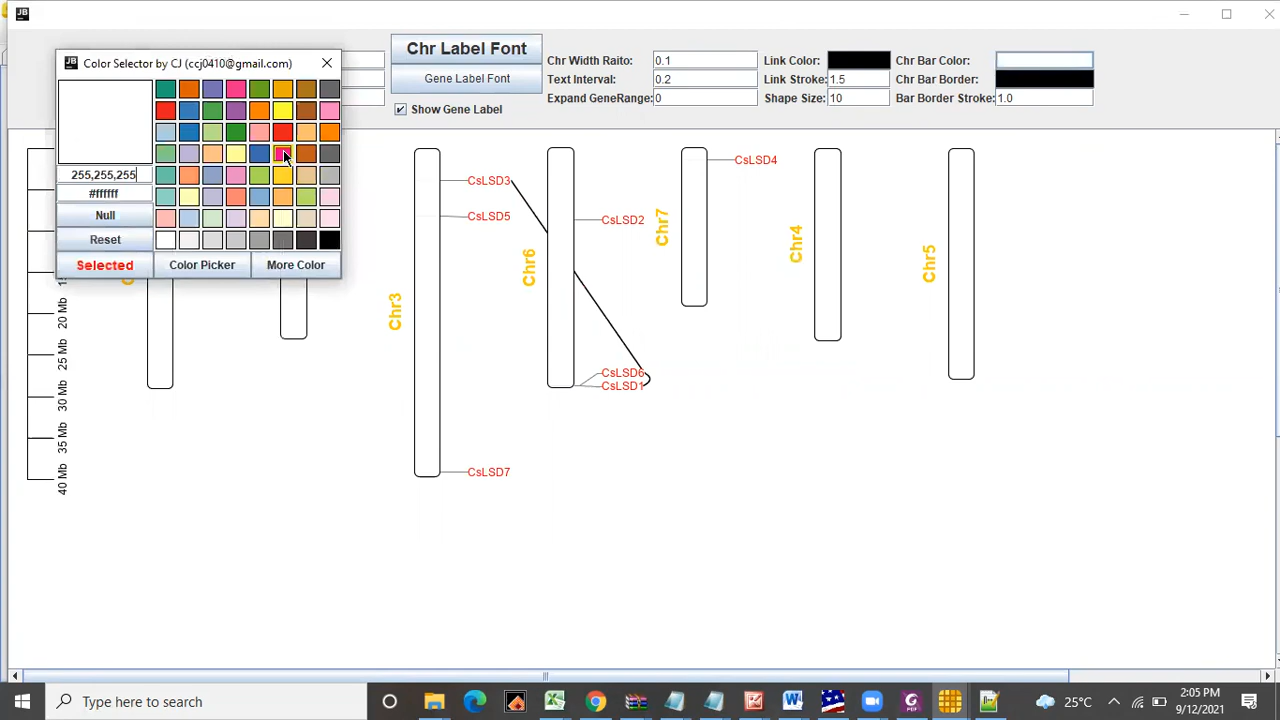 JB
JB Color Selector by CJ (ccj0410@gmail.com)
255,255,255
#ffffff
Null
Reset
Selected
Color Picker
More Color
Chr Label Font
Gene Label Font
Show Gene Label
Chr Width Raito: 0.1
Text Interval: 0.2
Expand GeneRange: 0
Link Color:
Link Stroke: 1.5
Shape Size: 10
Chr Bar Color:
Chr Bar Border:
Bar Border Stroke: 1.0
20 Mb
25 Mb
30 Mb
35 Mb
40 Mb
Chr3
CsLSD3
CsLSD5
CsLSD7
Chr6
CsLSD2
CsLSD6
CsLSD1
Chr7
CsLSD4
Chr4
Chr5
Type here to search
25°C
2:05 PM
9/12/2021